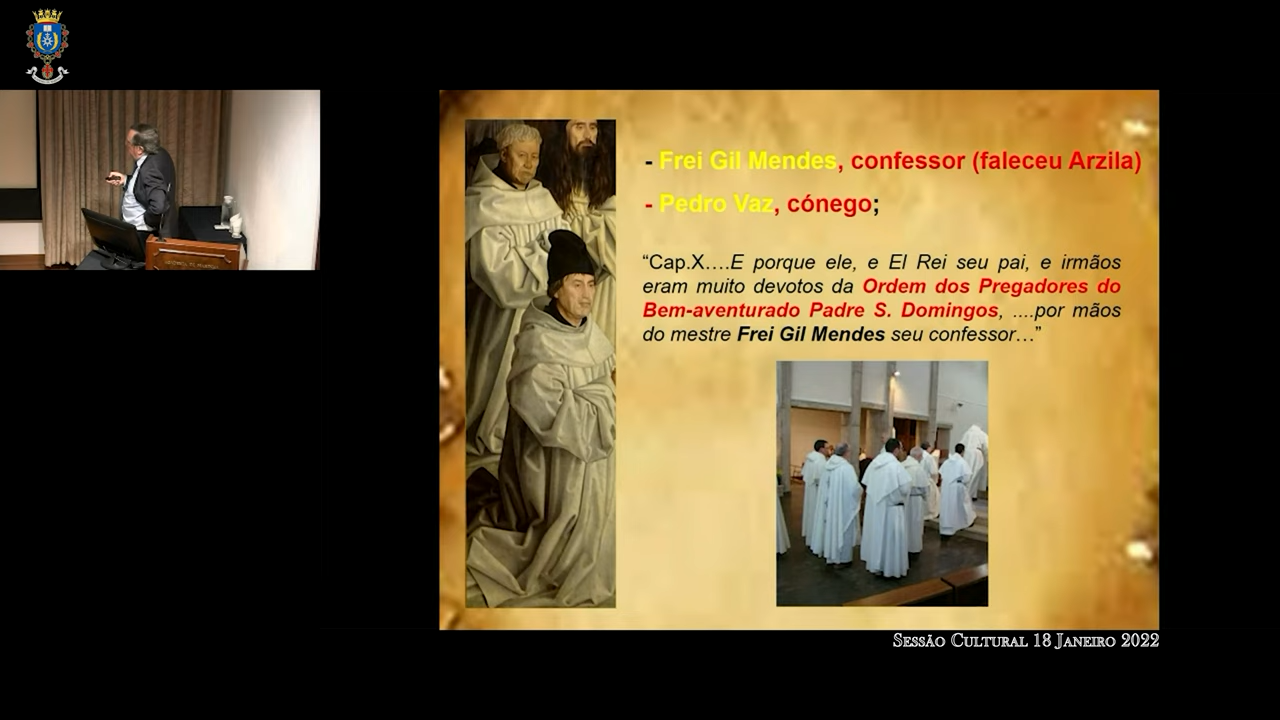 - Frei Gil Mendes, confessor (faleceu Arzila)
- Pedro Vaz, cónego;
“Cap.X….E porque ele, e El Rei seu pai, e irmãos
eram muito devotos da Ordem dos Pregadores do
Bem-aventurado Padre S. Domingos, ....por mãos
do mestre Frei Gil Mendes seu confessor…”
Sessão Cultural 18 Janeiro 2022